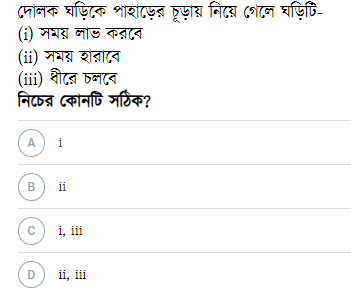 দোলক ঘড়িকে পাহাড়ের চূড়ায় নিয়ে গেলে ঘড়িটি-
(i) সময় লাভ করবে
(ii) সময় হারাবে
(iii) ধীরে চলবে
নিচের কোনটি সঠিক?
A i
B ii
C i, iii
D ii, iii